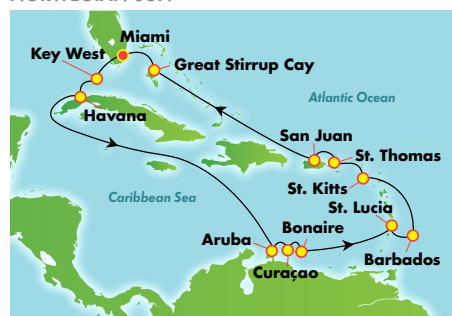 Miami
Key West
Great Stirrup Cay
Atlantic Ocean
Havana
San Juan
St. Thomas
St. Kitts
Caribbean Sea
St. Lucia
Bonaire
Aruba
Curaçao
Barbados